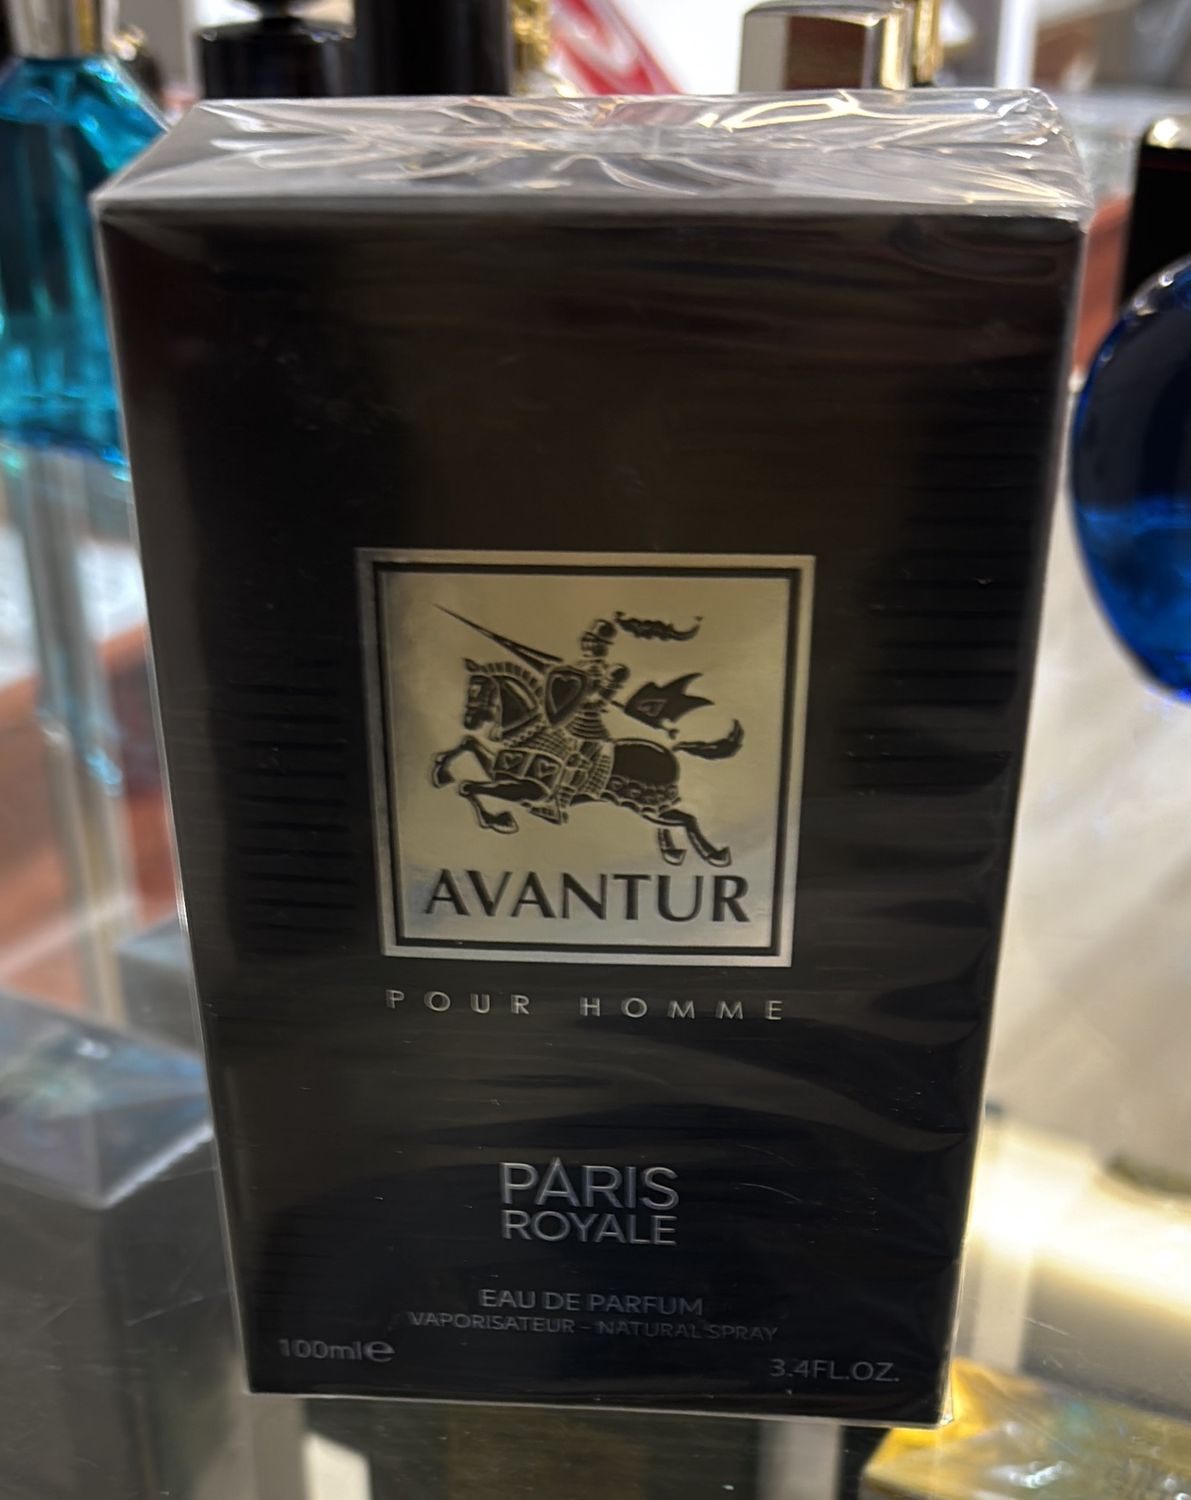 AVANTUR
POUR HOMME
PARIS
ROYALE
EAU DE PARFUM
VAPORISATEUR - NATURAL SPRAY
100ml e
3.4FL.OZ.